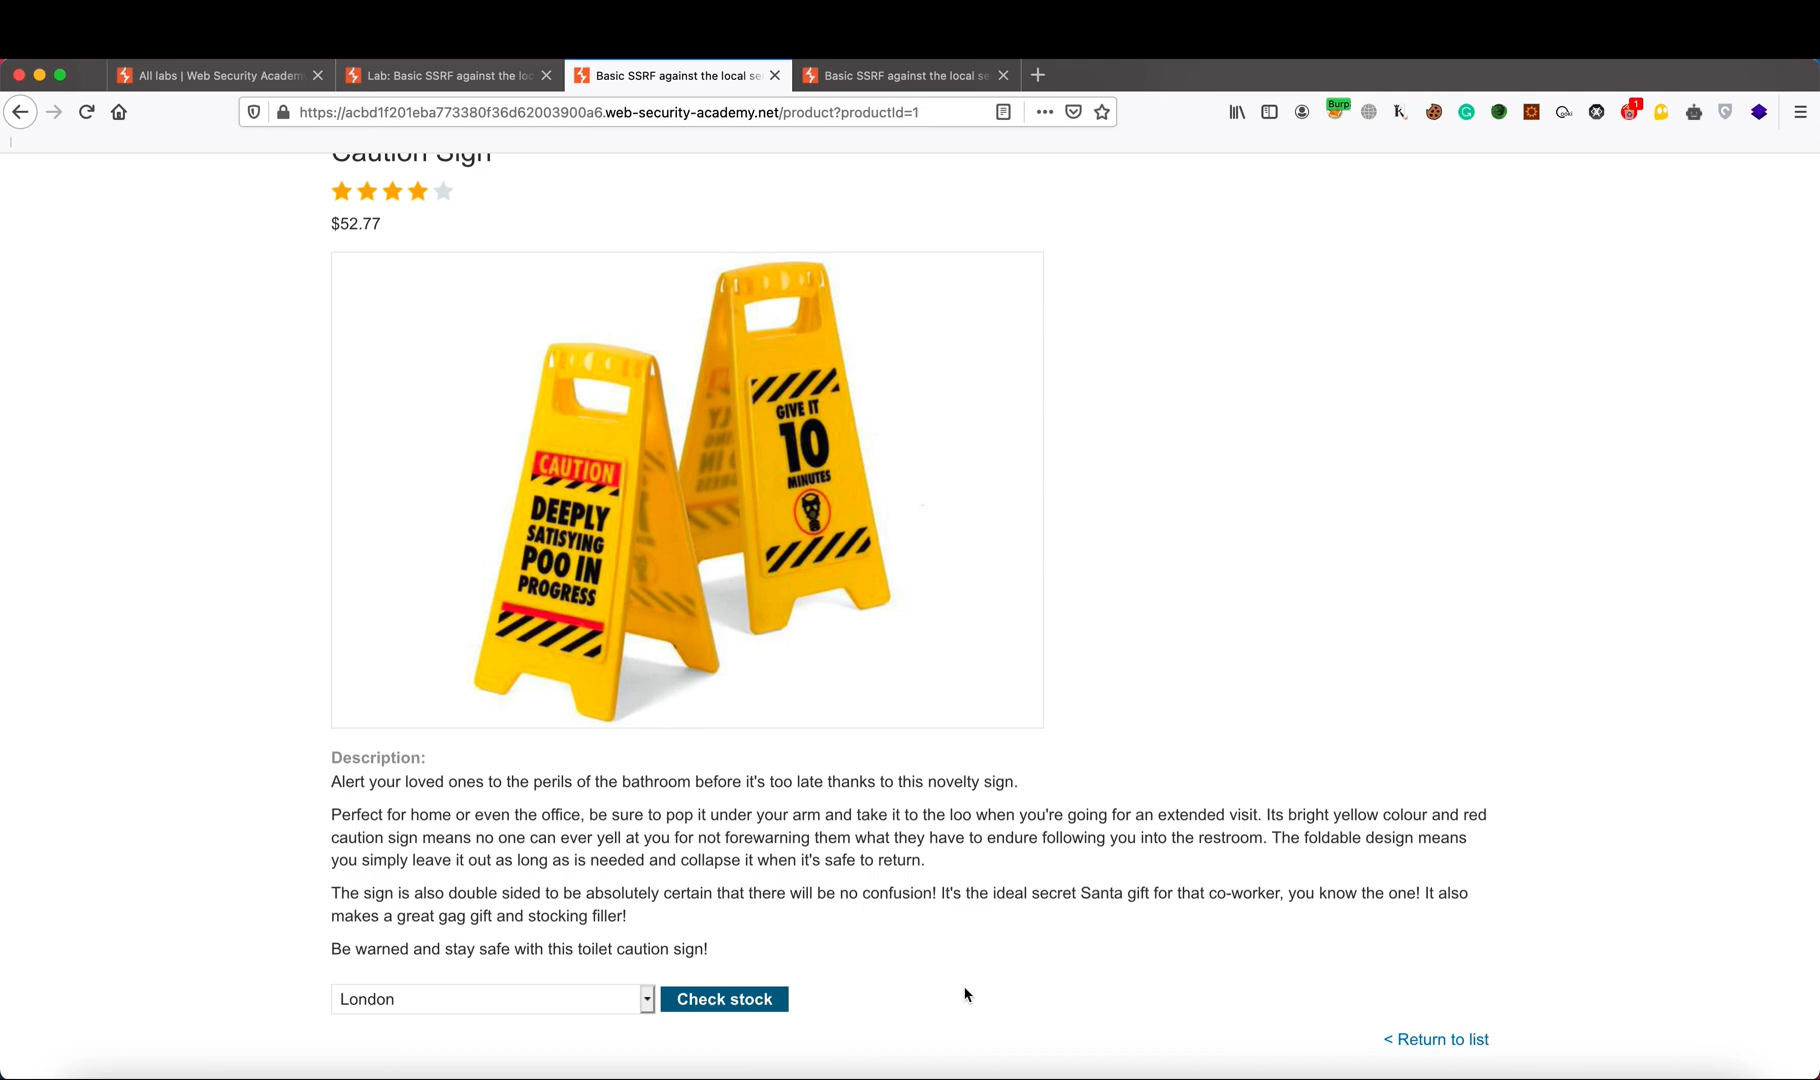 All labs | Web Security Academ
Lab: Basic SSRF against the loc
Basic SSRF against the local se
Basic SSRF against the local se
https://acbd1f201eba773380f36d62003900a6.web-security-academy.net/product?productId=1
Burp
1
Caution Sign
$52.77
GIVE IT
10
MINUTES
CAUTION
DEEPLY
SATISYING
POO IN
PROGRESS
Description:
Alert your loved ones to the perils of the bathroom before it's too late thanks to this novelty sign.
Perfect for home or even the office, be sure to pop it under your arm and take it to the loo when you're going for an extended visit. Its bright yellow colour and red
caution sign means no one can ever yell at you for not forewarning them what they have to endure following you into the restroom. The foldable design means
you simply leave it out as long as is needed and collapse it when it's safe to return.
The sign is also double sided to be absolutely certain that there will be no confusion! It's the ideal secret Santa gift for that co-worker, you know the one! It also
makes a great gag gift and stocking filler!
Be warned and stay safe with this toilet caution sign!
London
Check stock
< Return to list